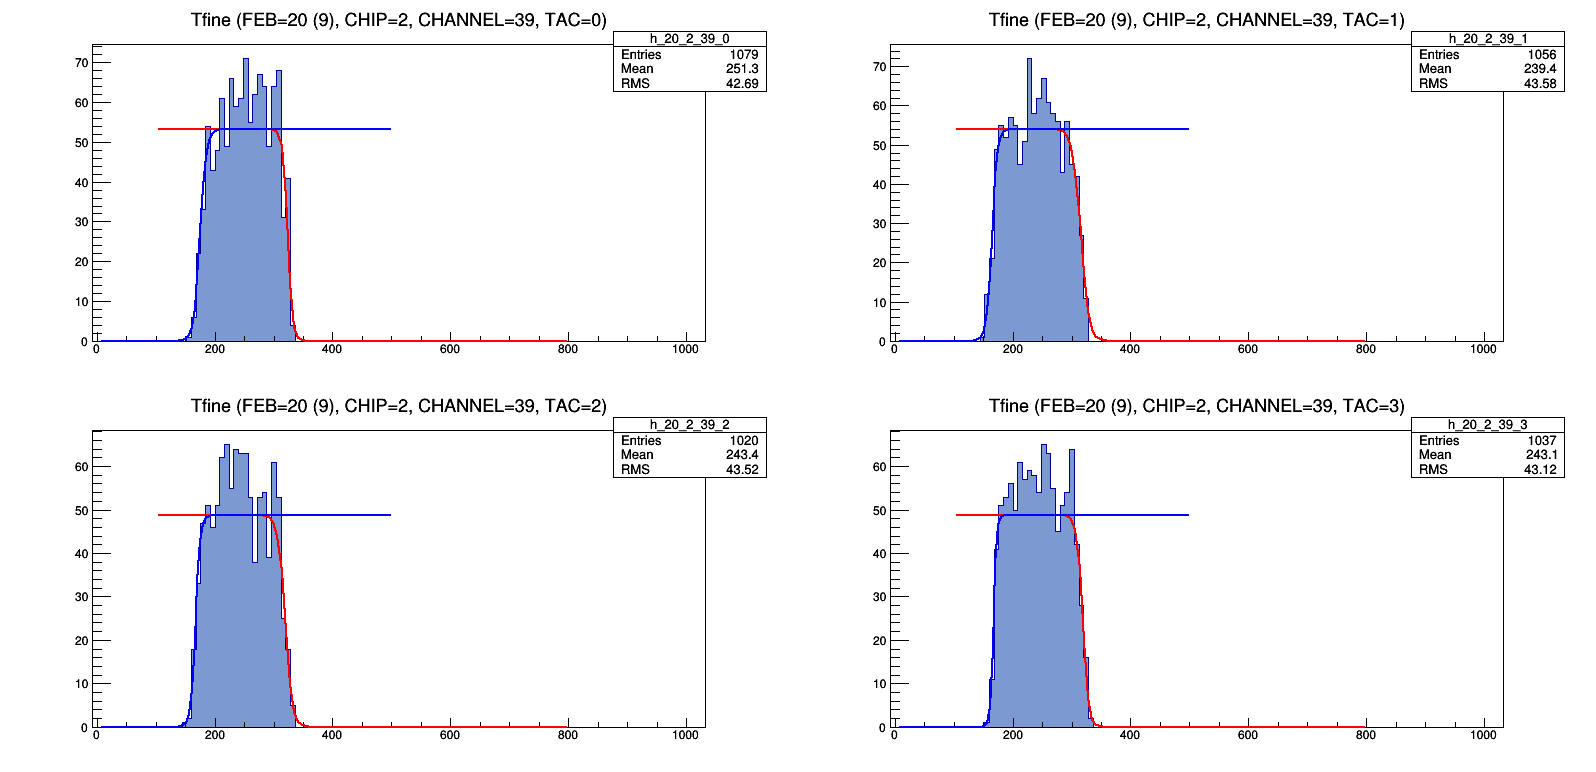 Tfine (FEB=20 (9), CHIP=2, CHANNEL=39, TAC=0)
h_20_2_39_0
Entries 1079
Mean 251.3
RMS 42.69
70
60
50
40
30
20
10
0
0 200 400 600 800 1000
Tfine (FEB=20 (9), CHIP=2, CHANNEL=39, TAC=1)
h_20_2_39_1
Entries 1056
Mean 239.4
RMS 43.58
70
60
50
40
30
20
10
0
0 200 400 600 800 1000
Tfine (FEB=20 (9), CHIP=2, CHANNEL=39, TAC=2)
h_20_2_39_2
Entries 1020
Mean 243.4
RMS 43.52
60
50
40
30
20
10
0
0 200 400 600 800 1000
Tfine (FEB=20 (9), CHIP=2, CHANNEL=39, TAC=3)
h_20_2_39_3
Entries 1037
Mean 243.1
RMS 43.12
60
50
40
30
20
10
0
0 200 400 600 800 1000